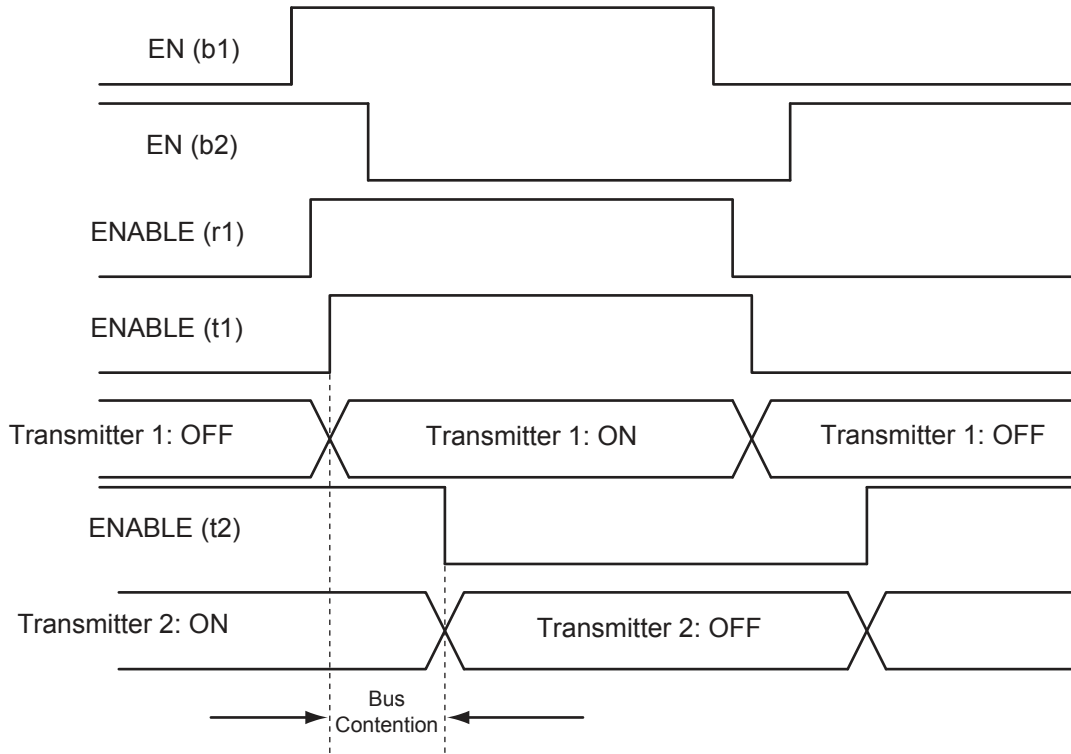 EN (b1)
EN (b2)
ENABLE (r1)
ENABLE (t1)
Transmitter 1: OFF
Transmitter 1: ON
Transmitter 1: OFF
ENABLE (t2)
Transmitter 2: ON
Transmitter 2: OFF
Bus
Contention